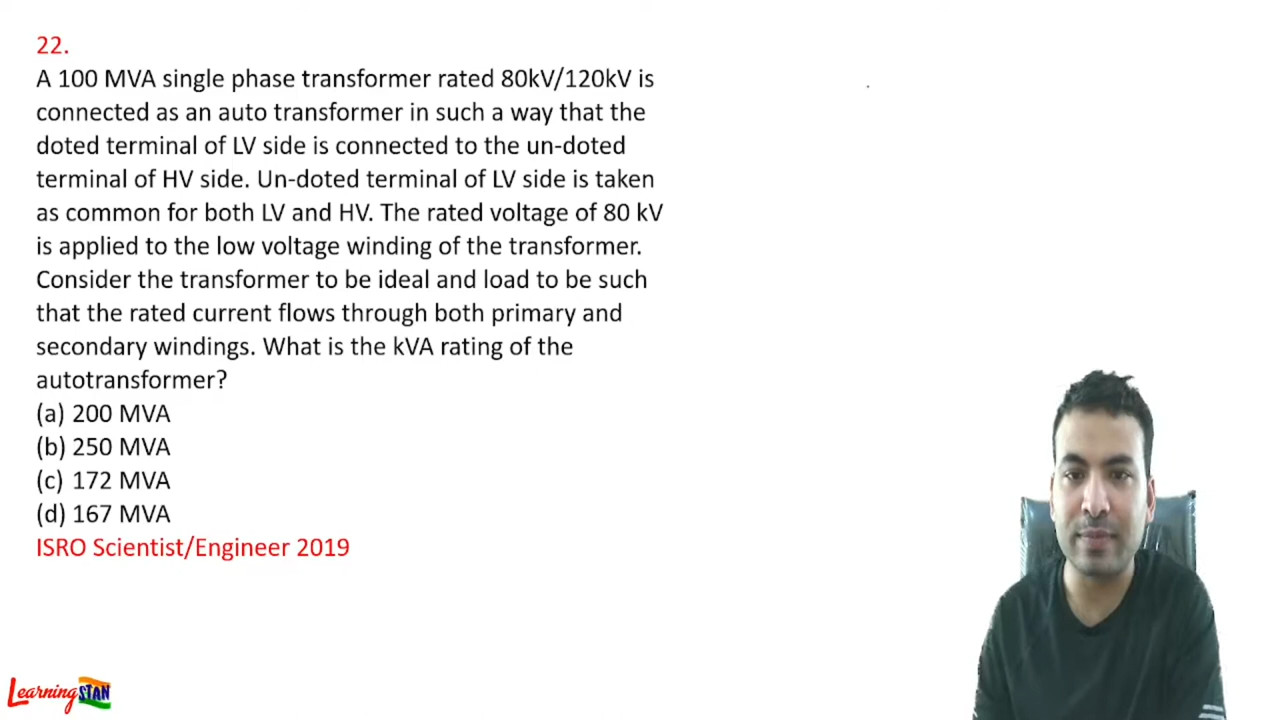 22.
A 100 MVA single phase transformer rated 80kV/120kV is
connected as an auto transformer in such a way that the
doted terminal of LV side is connected to the un-doted
terminal of HV side. Un-doted terminal of LV side is taken
as common for both LV and HV. The rated voltage of 80 kV
is applied to the low voltage winding of the transformer.
Consider the transformer to be ideal and load to be such
that the rated current flows through both primary and
secondary windings. What is the kVA rating of the
autotransformer?
(a) 200 MVA
(b) 250 MVA
(c) 172 MVA
(d) 167 MVA
ISRO Scientist/Engineer 2019
LearningSTAN